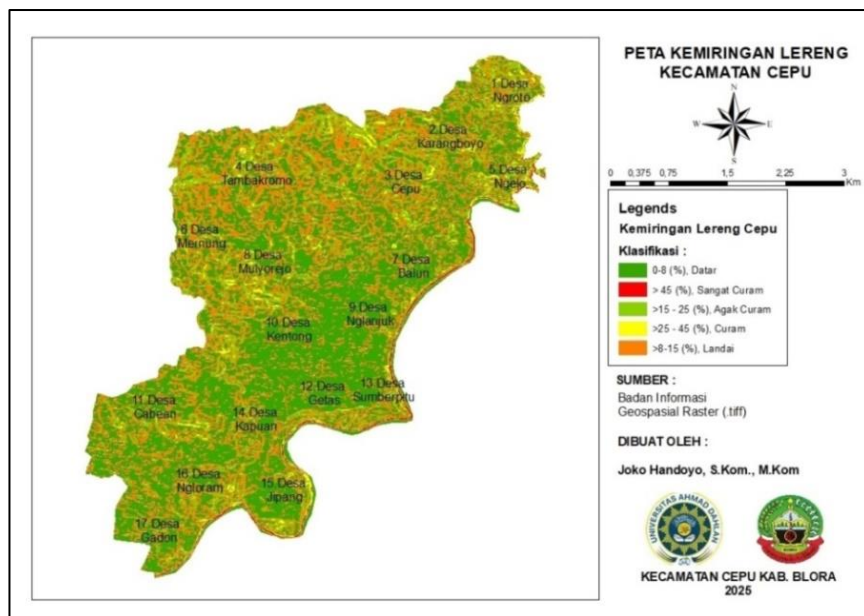 PETA KEMIRINGAN LERENG
KECAMATAN CEPU
N
W
E
S
0 0,375 0,75 1,5 2,25 3
Km
Legends
Kemiringan Lereng Cepu
Klasifikasi :
0-8 (%), Datar
> 45 (%), Sangat Curam
>15 - 25 (%), Agak Curam
>25 - 45 (%), Curam
>8-15 (%), Landai
SUMBER :
Badan Informasi
Geospasial Raster (.tiff)
DIBUAT OLEH :
Joko Handoyo, S.Kom., M.Kom
UNIVERSITAS AHMAD DAHLAN
KECAMATAN CEPU KAB. BLORA
2025
1.Desa
Ngroto
2.Desa
Karangboyo
3.Desa
Cepu
4.Desa
Tambakromo
5.Desa
Ngelo
6.Desa
Mernung
7.Desa
Balun
8.Desa
Mulyorejo
9.Desa
Nglanjuk
10.Desa
Kentong
11.Desa
Cabean
12.Desa
Getas
13.Desa
Sumberpitu
14.Desa
Kapuan
15.Desa
Jipang
16.Desa
Ngloram
17.Desa
Gadon